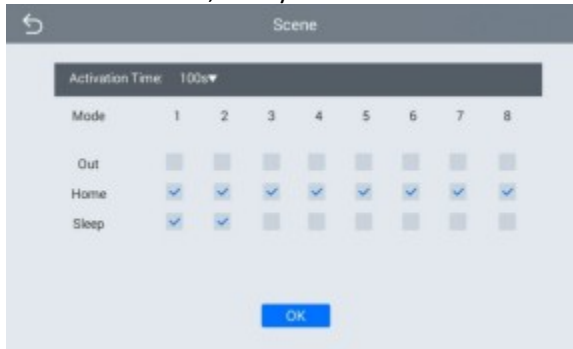 Scene
Activation Time: 100s▼
Mode 1 2 3 4 5 6 7 8
Out
Home
Sleep
OK